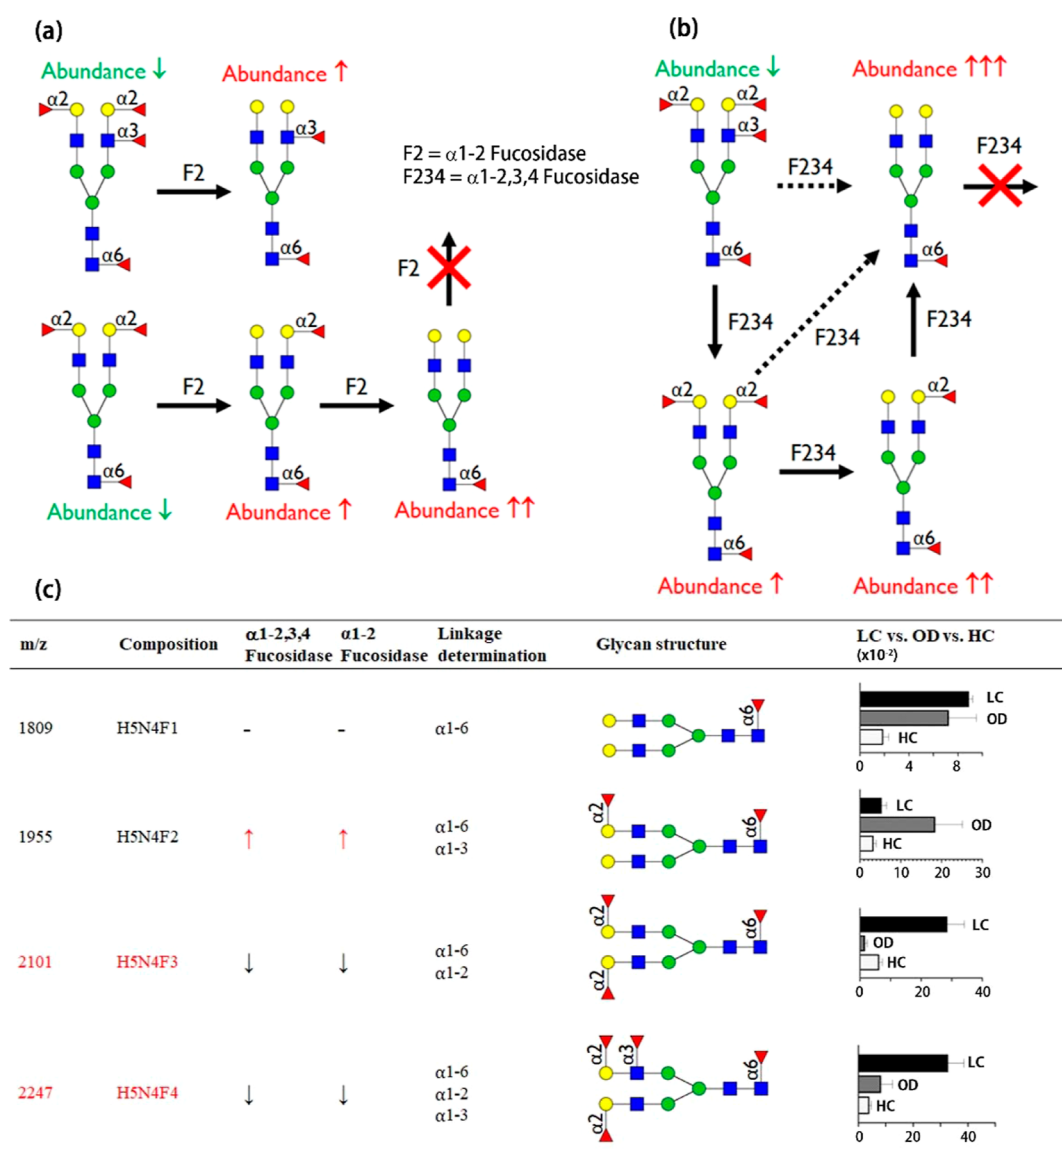 (a)
Abundance ↓
Abundance ↑
α2
α2
α3
α6
F2
α3
α6
F2 = α1-2 Fucosidase
F234 = α1-2,3,4 Fucosidase
F2
α2
α2
α6
F2
α2
α6
F2
α6
Abundance ↓
Abundance ↑
Abundance ↑↑
(b)
Abundance ↓
Abundance ↑↑↑
α2
α2
α3
α6
F234
α6
F234
F234
F234
F234
α2
α2
α6
F234
α2
α6
Abundance ↑
Abundance ↑↑
(c)
m/z
Composition
α1-2,3,4
Fucosidase
α1-2
Fucosidase
Linkage
determination
Glycan structure
LC vs. OD vs. HC
(x10-2)
1809
H5N4F1
-
-
α1-6
α6
LC
OD
HC
0 4 8
1955
H5N4F2
↑
↑
α1-6
α1-3
α2
α6
LC
OD
HC
0 10 20 30
2101
H5N4F3
↓
↓
α1-6
α1-2
α2
α6
α2
LC
OD
HC
0 20 40
2247
H5N4F4
↓
↓
α1-6
α1-2
α1-3
α2
α3
α6
α2
LC
OD
HC
0 20 40